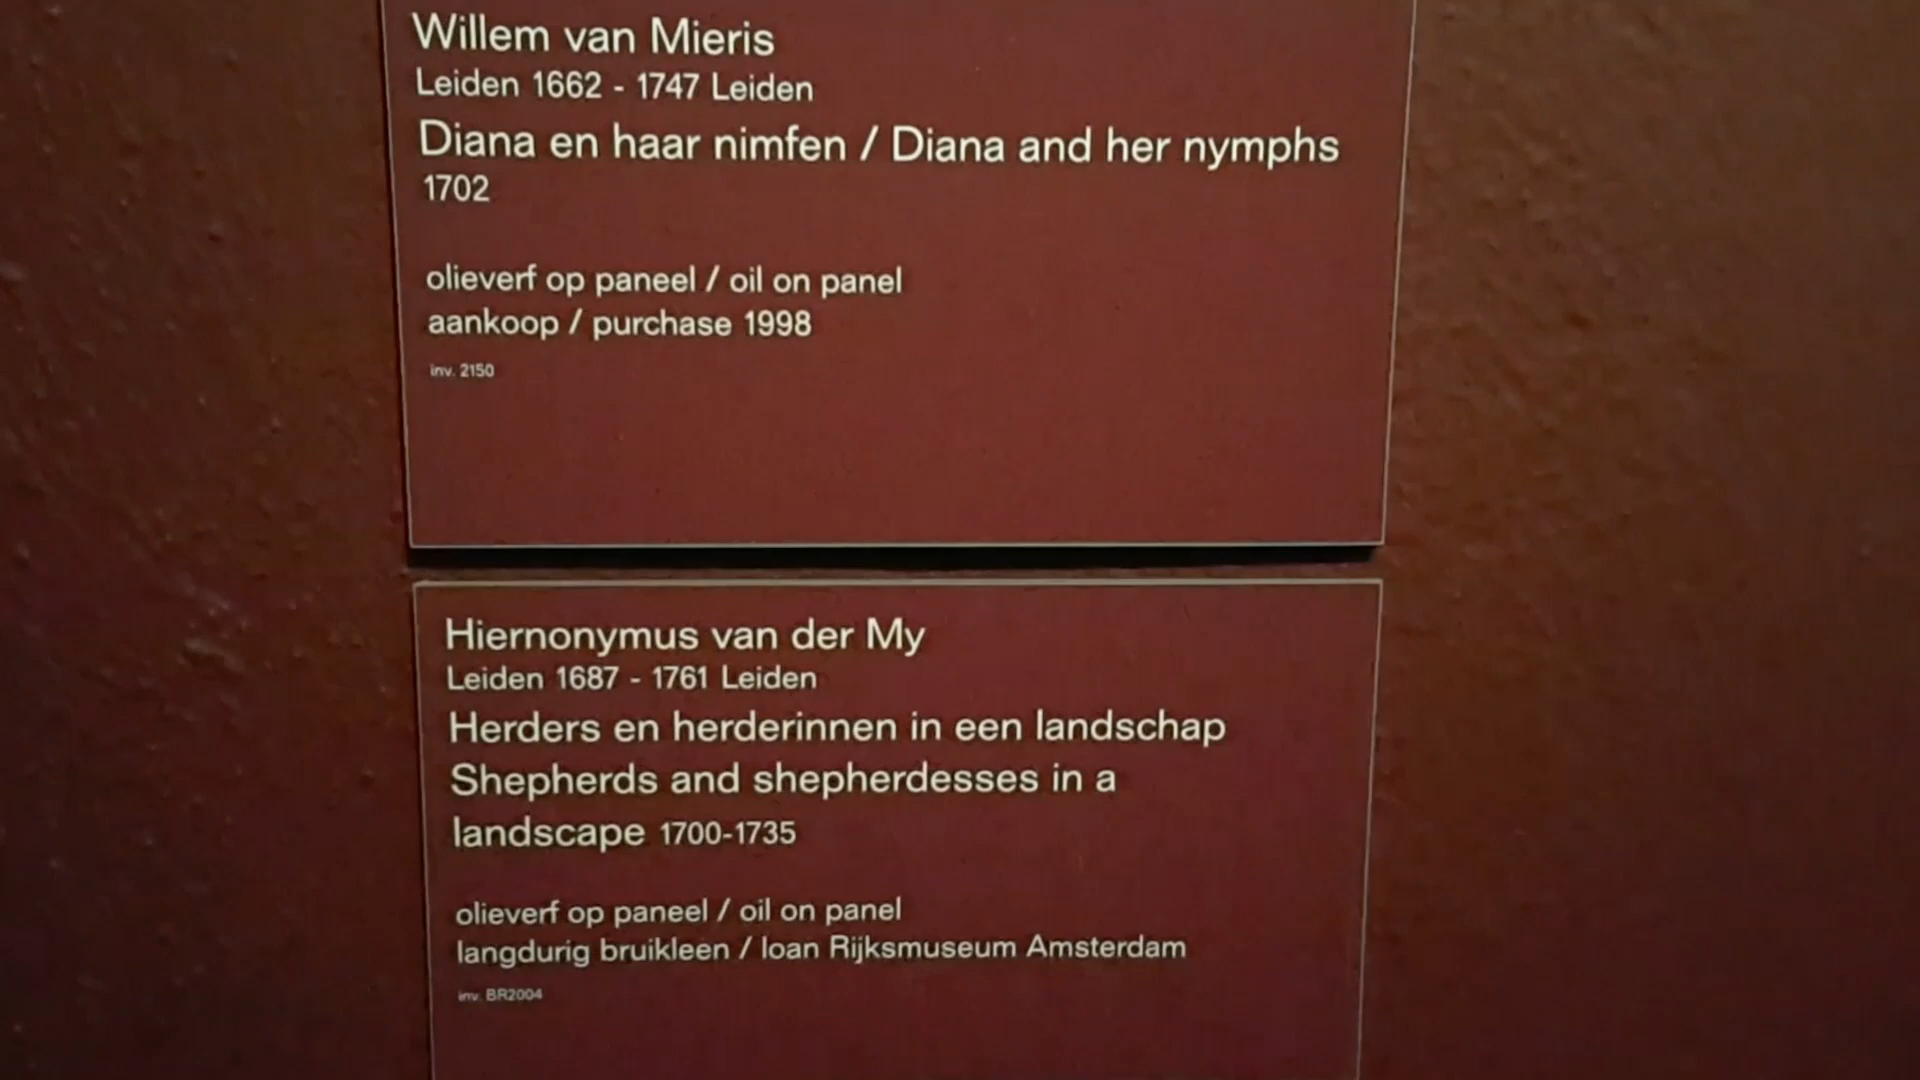 Willem van Mieris
Leiden 1662 - 1747 Leiden
Diana en haar nimfen / Diana and her nymphs
1702
olieverf op paneel / oil on panel
aankoop / purchase 1998
inv. 2150
Hiernonymus van der My
Leiden 1687 - 1761 Leiden
Herders en herderinnen in een landschap
Shepherds and shepherdesses in a
landscape 1700-1735
olieverf op paneel / oil on panel
langdurig bruikleen / loan Rijksmuseum Amsterdam
inv. BR2004